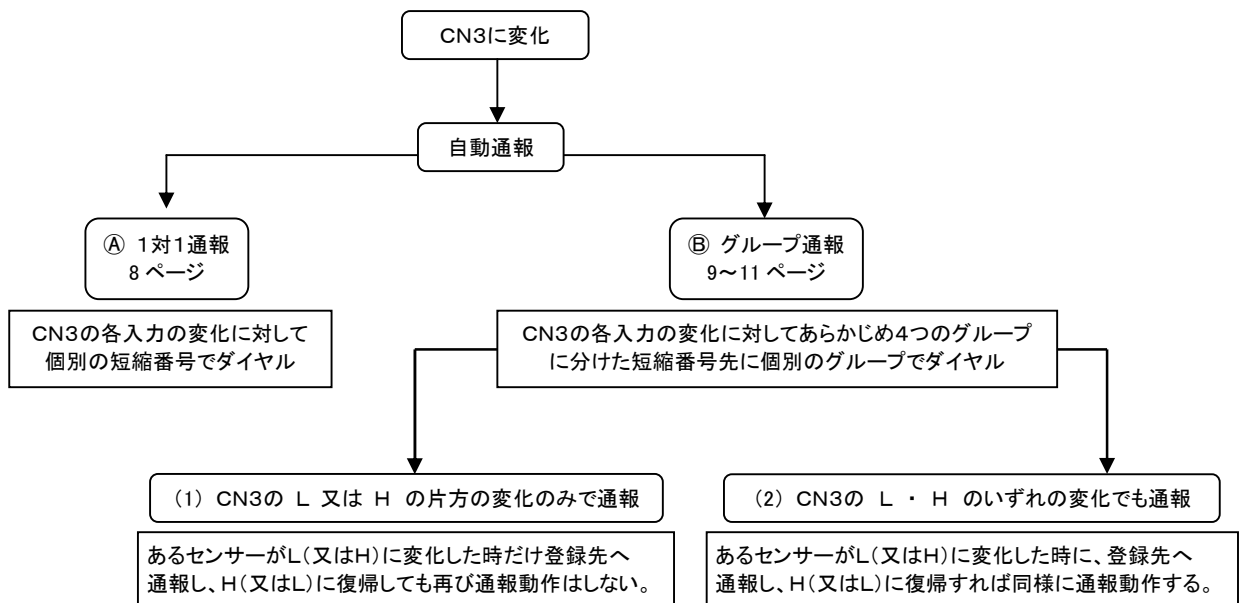 CN3に変化
自動通報
Ⓐ 1対1通報
8 ページ
Ⓑ グループ通報
9～11 ページ
CN3の各入力の変化に対して
個別の短縮番号でダイヤル
CN3の各入力の変化に対してあらかじめ4つのグループ
に分けた短縮番号先に個別のグループでダイヤル
(1) CN3の L 又は H の片方の変化のみで通報
(2) CN3の L ・ H のいずれの変化でも通報
あるセンサーがL(又はH)に変化した時だけ登録先へ
通報し、H(又はL)に復帰しても再び通報動作はしない。
あるセンサーがL(又はH)に変化した時に、登録先へ
通報し、H(又はL)に復帰すれば同様に通報動作する。